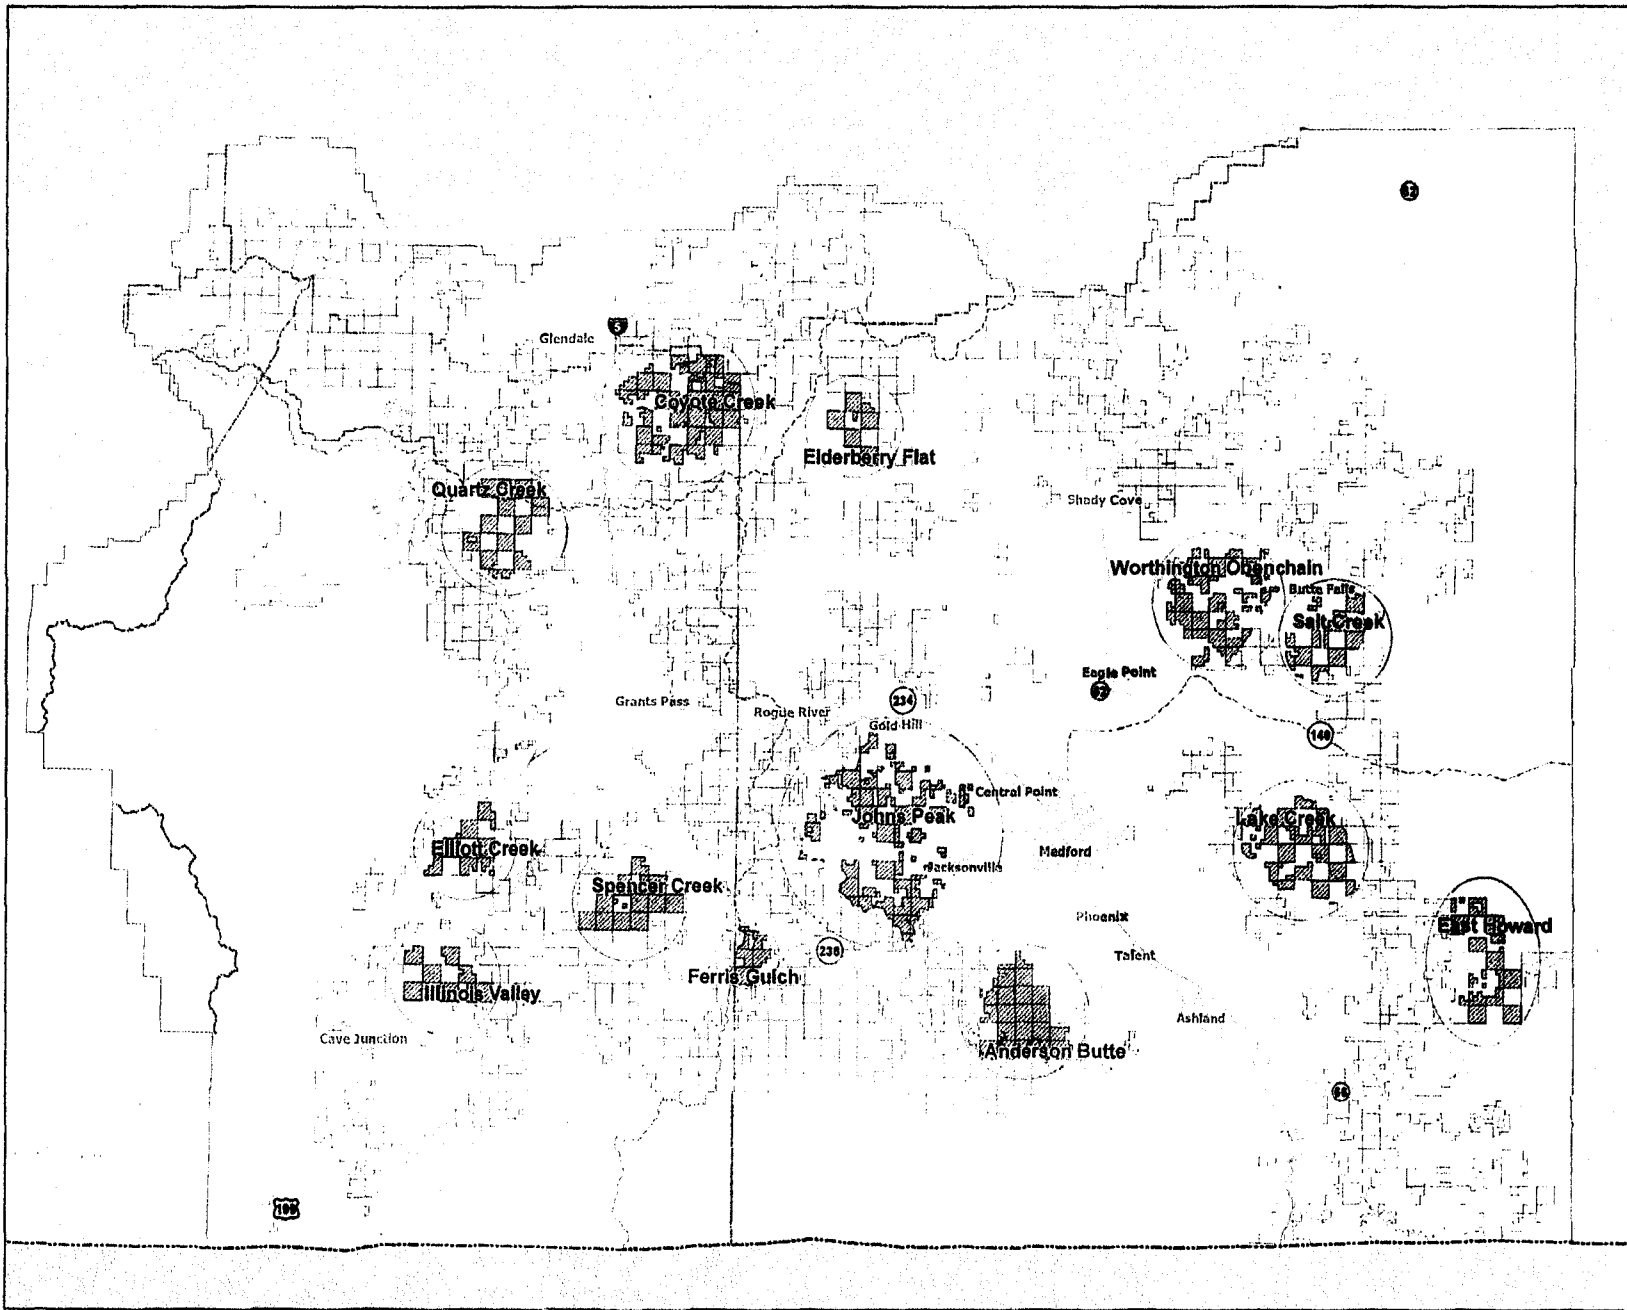 5
Glendale
Coyote Creek
Elderberry Flat
Quartz Creek
Shady Cove
Worthington Obenchain
Butte Falls
Salt Creek
Eagle Point
62
Grants Pass
234
Rogue River
Gold Hill
140
Central Point
Johns Peak
Lake Creek
Elliott Creek
Medford
Jacksonville
Spencer Creek
Phoenix
East Howard
238
Talent
Ferris Gulch
Illinois Valley
Ashland
Cave Junction
Anderson Butte
66
199